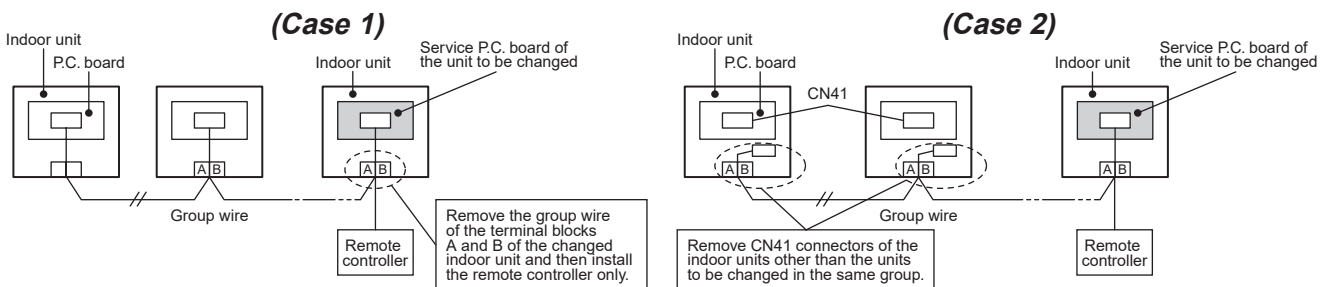 (Case 1)
Indoor unit
P.C. board
Indoor unit
Service P.C. board of
the unit to be changed
A B
A B
Group wire
Remote
controller
Remove the group wire
of the terminal blocks
A and B of the changed
indoor unit and then install
the remote controller only.
(Case 2)
Indoor unit
P.C. board
CN41
Indoor unit
Service P.C. board of
the unit to be changed
A B
A B
A B
Group wire
Remove CN41 connectors of the
indoor units other than the units
to be changed in the same group.
Remote
controller